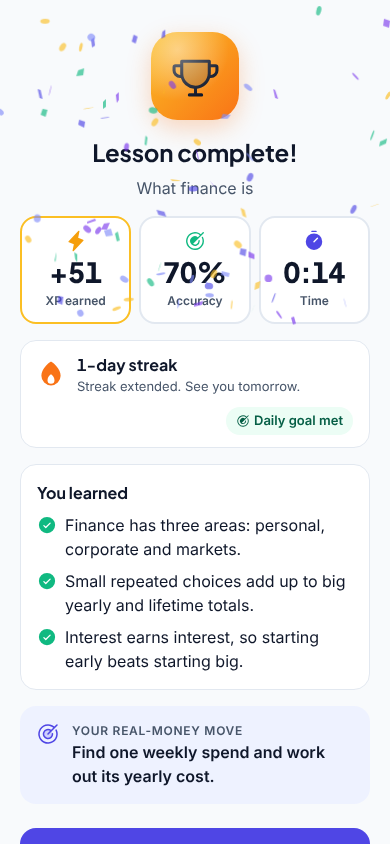 Lesson complete!
What finance is
+51
XP earned
70%
Accuracy
0:14
Time
1-day streak
Streak extended. See you tomorrow.
Daily goal met
You learned
Finance has three areas: personal,
corporate and markets.
Small repeated choices add up to big
yearly and lifetime totals.
Interest earns interest, so starting
early beats starting big.
YOUR REAL-MONEY MOVE
Find one weekly spend and work
out its yearly cost.